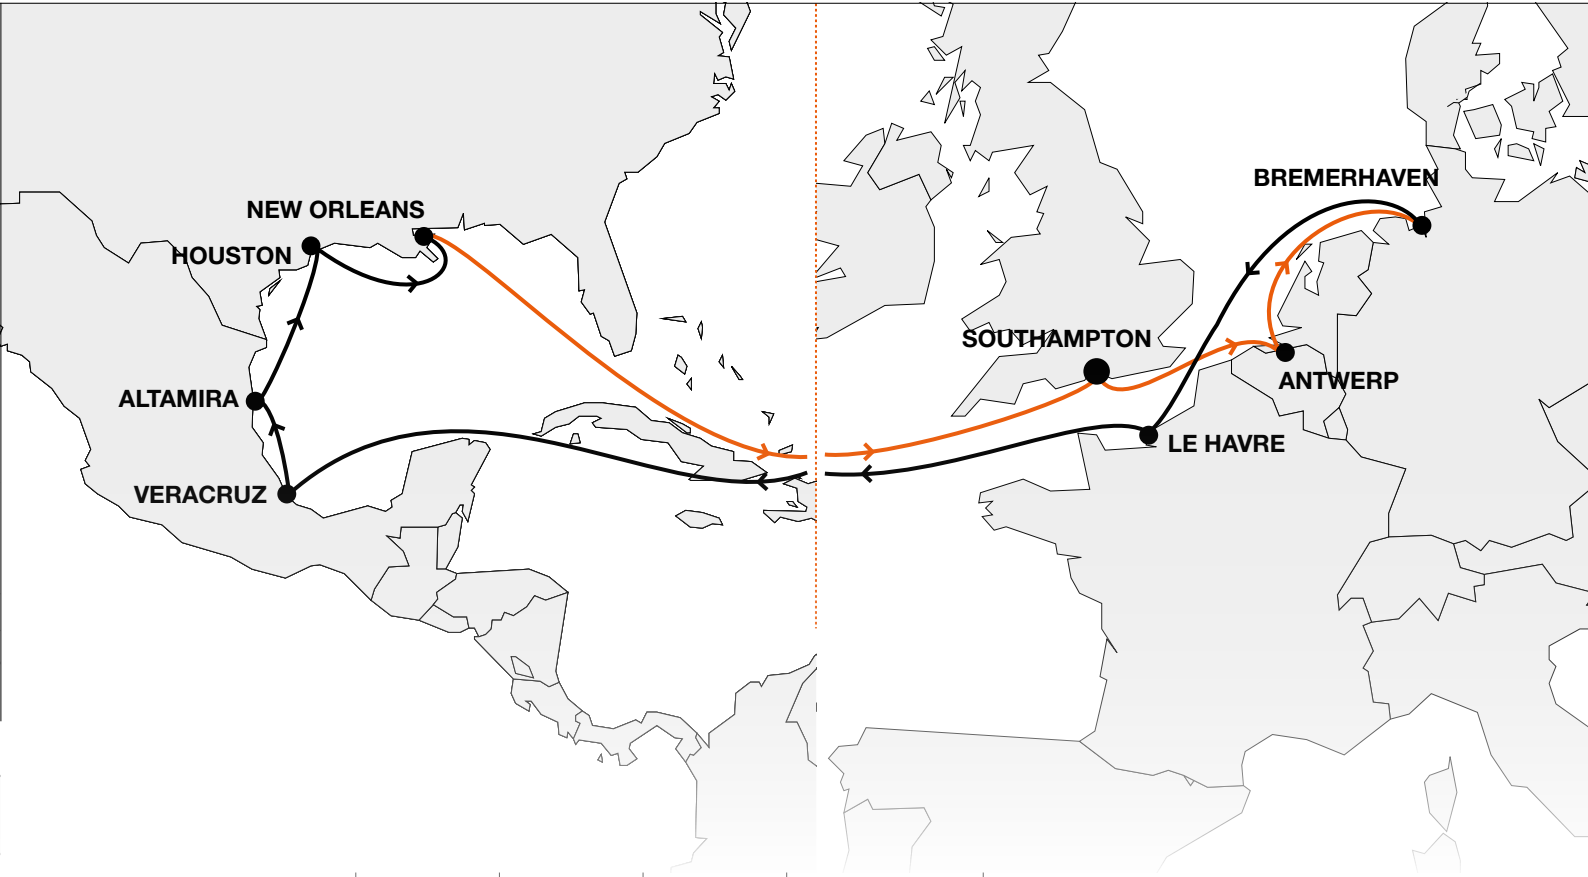 BREMERHAVEN
NEW ORLEANS
HOUSTON
SOUTHAMPTON
ANTWERP
ALTAMIRA
LE HAVRE
VERACRUZ